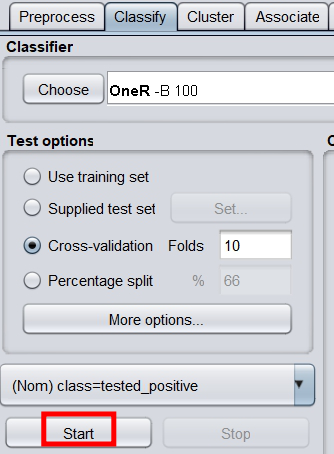 Preprocess Classify Cluster Associate
Classifier
Choose OneR -B 100
Test options
Use training set
Supplied test set Set...
Cross-validation Folds 10
Percentage split % 66
More options...
(Nom) class=tested_positive
Start Stop